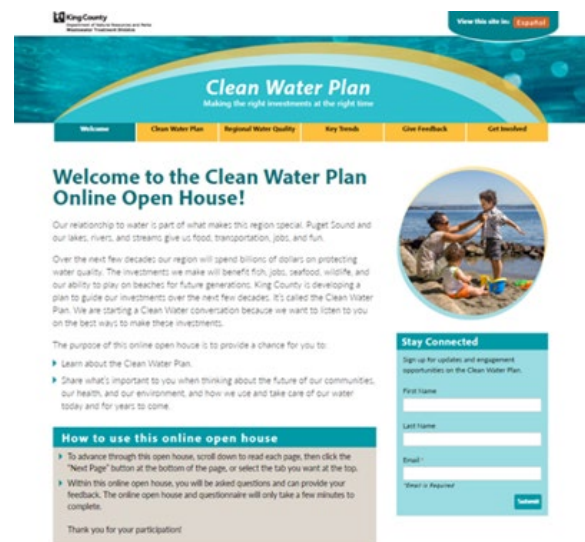 King County
Department of Natural Resources and Parks
Wastewater Treatment Division
View this site in: Español
Clean Water Plan
Making the right investments at the right time
Welcome
Clean Water Plan
Regional Water Quality
Key Trends
Give Feedback
Get Involved
Welcome to the Clean Water Plan
Online Open House!
Our relationship to water is part of what makes this region special. Puget Sound and
our lakes, rivers, and streams give us food, transportation, jobs, and fun.
Over the next few decades our region will spend billions of dollars on protecting
water quality. The investments we make will benefit fish, jobs, seafood, wildlife, and
our ability to play on beaches for future generations. King County is developing a
plan to guide our investments over the next few decades. It's called the Clean Water
Plan. We are starting a Clean Water conversation because we want to listen to you
on the best ways to make these investments.
The purpose of this online open house is to provide a chance for you to:
Learn about the Clean Water Plan.
Share what's important to you when thinking about the future of our communities,
our health, and our environment, and how we use and take care of our water
today and for years to come.
How to use this online open house
To advance through this open house, scroll down to read each page, then click the
"Next Page" button at the bottom of the page, or select the tab you want at the top.
Within this online open house, you will be asked questions and can provide your
feedback. The online open house and questionnaire will only take a few minutes to
complete.
Thank you for your participation!
Stay Connected
Sign up for updates and engagement
opportunities on the Clean Water Plan.
First Name
Last Name
Email *
*Email is Required
Submit